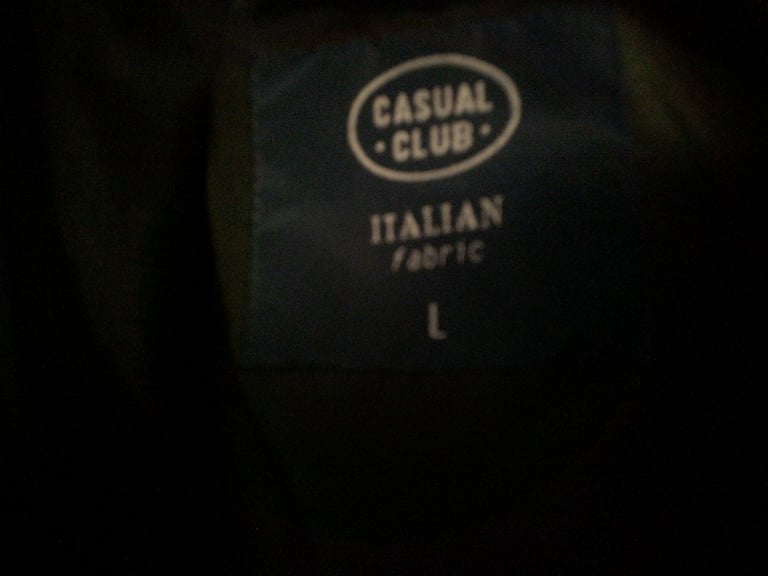 CASUAL
· CLUB ·
ITALIAN
fabric
L